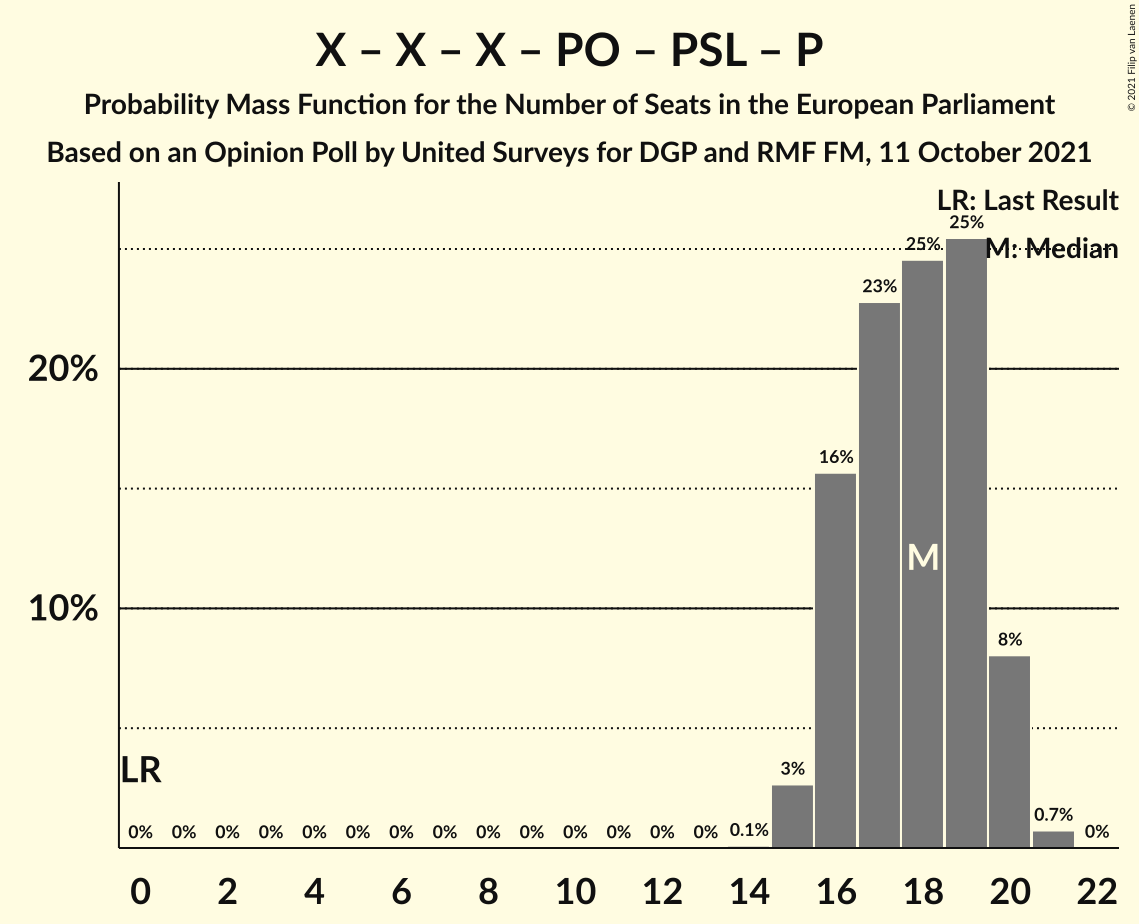 X – X – X – PO – PSL – P
Probability Mass Function for the Number of Seats in the European Parliament
Based on an Opinion Poll by United Surveys for DGP and RMF FM, 11 October 2021
© 2021 Filip van Laenen
LR: Last Result
M: Median
20%
10%
25%
25%
23%
16%
M
8%
LR
3%
0.7%
0% 0% 0% 0% 0% 0% 0% 0% 0% 0% 0% 0% 0% 0% 0.1% 0%
0 2 4 6 8 10 12 14 16 18 20 22